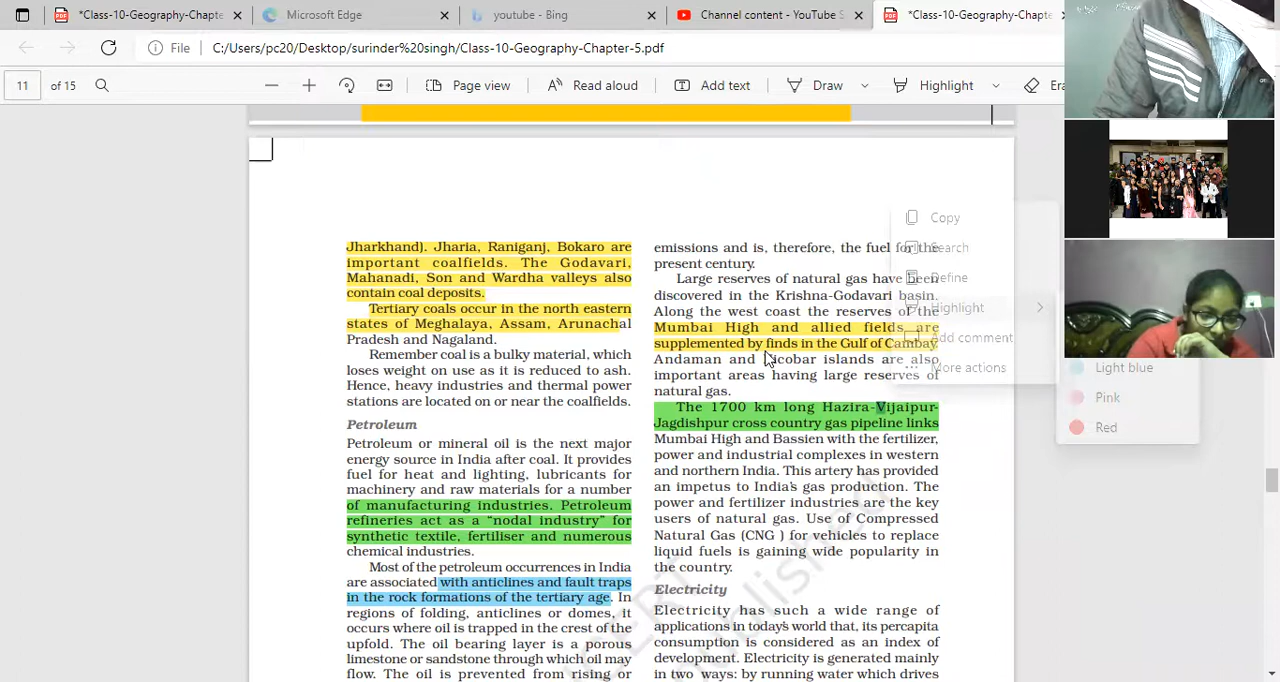 *Class-10-Geography-Chapte
Microsoft Edge
youtube - Bing
Channel content - YouTube S
*Class-10-Geography-Chapte
File
C:/Users/pc20/Desktop/surinder%20singh/Class-10-Geography-Chapter-5.pdf
11 of 15
Page view
Read aloud
Add text
Draw
Highlight
Era
Jharkhand). Jharia, Raniganj, Bokaro are
important coalfields. The Godavari,
Mahanadi, Son and Wardha valleys also
contain coal deposits.
Tertiary coals occur in the north eastern
states of Meghalaya, Assam, Arunachal
Pradesh and Nagaland.
Remember coal is a bulky material, which
loses weight on use as it is reduced to ash.
Hence, heavy industries and thermal power
stations are located on or near the coalfields.
Petroleum
Petroleum or mineral oil is the next major
energy source in India after coal. It provides
fuel for heat and lighting, lubricants for
machinery and raw materials for a number
of manufacturing industries. Petroleum
refineries act as a “nodal industry” for
synthetic textile, fertiliser and numerous
chemical industries.
Most of the petroleum occurrences in India
are associated with anticlines and fault traps
in the rock formations of the tertiary age. In
regions of folding, anticlines or domes, it
occurs where oil is trapped in the crest of the
upfold. The oil bearing layer is a porous
limestone or sandstone through which oil may
flow. The oil is prevented from rising or
emissions and is, therefore, the fuel for the
present century.
Large reserves of natural gas have been
discovered in the Krishna-Godavari basin.
Along the west coast the reserves of the
Mumbai High and allied fields are
supplemented by finds in the Gulf of Cambay.
Andaman and Nicobar islands are also
important areas having large reserves of
natural gas.
The 1700 km long Hazira-Vijaipur-
Jagdishpur cross country gas pipeline links
Mumbai High and Bassien with the fertilizer,
power and industrial complexes in western
and northern India. This artery has provided
an impetus to India's gas production. The
power and fertilizer industries are the key
users of natural gas. Use of Compressed
Natural Gas (CNG ) for vehicles to replace
liquid fuels is gaining wide popularity in
the country.
Electricity
Electricity has such a wide range of
applications in today's world that, its percapita
consumption is considered as an index of
development. Electricity is generated mainly
in two ways: by running water which drives
Copy
Search
Define
Highlight
Add comment
More actions
Light blue
Pink
Red